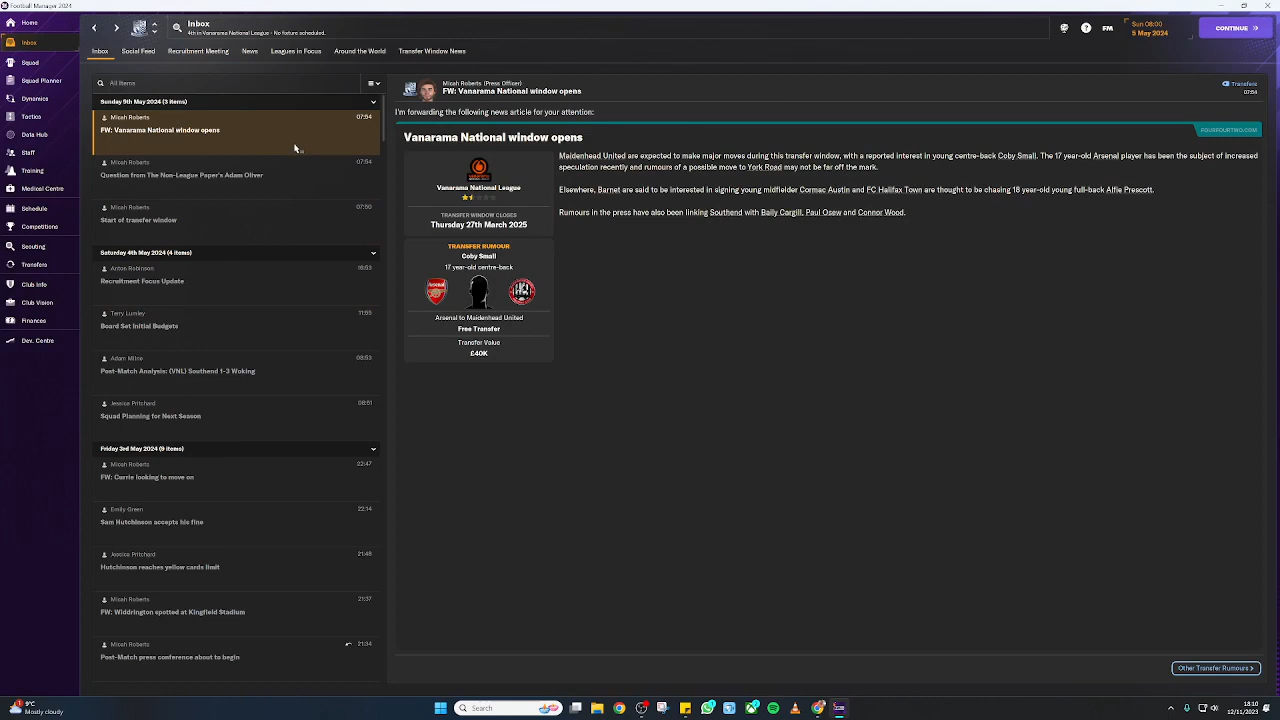 Football Manager 2024
Home
Inbox
Squad
Squad Planner
Dynamics
Tactics
Data Hub
Staff
Training
Medical Centre
Schedule
Competitions
Scouting
Transfers
Club Info
Club Vision
Finances
Dev. Centre
Inbox
4th in Vanarama National League - No fixture scheduled.
FM
Sun 08:00
5 May 2024
CONTINUE
Inbox
Social Feed
Recruitment Meeting
News
Leagues in Focus
Around the World
Transfer Window News
All Items
Sunday 5th May 2024 (3 items)
Micah Roberts 07:54
FW: Vanarama National window opens
Micah Roberts 07:54
Question from The Non-League Paper's Adam Oliver
Micah Roberts 07:50
Start of transfer window
Saturday 4th May 2024 (4 items)
Anton Robinson 18:53
Recruitment Focus Update
Terry Lumley 11:55
Board Set Initial Budgets
Adam Milne 08:53
Post-Match Analysis: (VNL) Southend 1-3 Woking
Jessica Pritchard 08:51
Squad Planning for Next Season
Friday 3rd May 2024 (9 items)
Micah Roberts 22:47
FW: Currie looking to move on
Emily Green 22:14
Sam Hutchinson accepts his fine
Jessica Pritchard 21:48
Hutchinson reaches yellow cards limit
Micah Roberts 21:37
FW: Widdrington spotted at Kingfield Stadium
Micah Roberts 21:34
Post-Match press conference about to begin
Micah Roberts (Press Officer)
FW: Vanarama National window opens
Transfers
07:54
I'm forwarding the following news article for your attention:
FOURFOURTWO.COM
Vanarama National window opens
Vanarama National League
TRANSFER WINDOW CLOSES
Thursday 27th March 2025
TRANSFER RUMOUR
Coby Small
17 year-old centre-back
Arsenal
Arsenal to Maidenhead United
Free Transfer
Transfer Value
£40K
Maidenhead United are expected to make major moves during this transfer window, with a reported interest in young centre-back Coby Small. The 17 year-old Arsenal player has been the subject of increased
speculation recently and rumours of a possible move to York Road may not be far off the mark.
Elsewhere, Barnet are said to be interested in signing young midfielder Cormac Austin and FC Halifax Town are thought to be chasing 18 year-old young full-back Alfie Prescott.
Rumours in the press have also been linking Southend with Baily Cargill, Paul Osew and Connor Wood.
Other Transfer Rumours >
1
9°C
Mostly cloudy
Search
18:10
12/11/2023